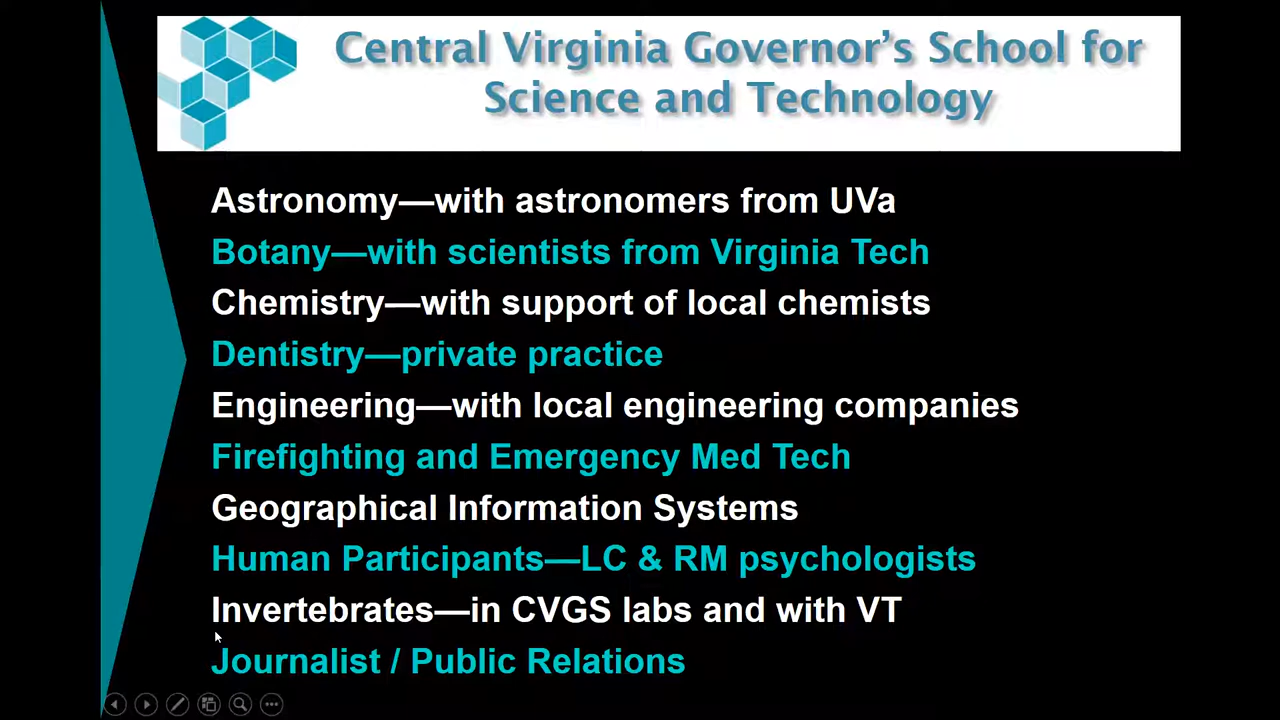 Central Virginia Governor's School for
Science and Technology
Astronomy—with astronomers from UVa
Botany—with scientists from Virginia Tech
Chemistry—with support of local chemists
Dentistry—private practice
Engineering—with local engineering companies
Firefighting and Emergency Med Tech
Geographical Information Systems
Human Participants—LC & RM psychologists
Invertebrates—in CVGS labs and with VT
Journalist / Public Relations